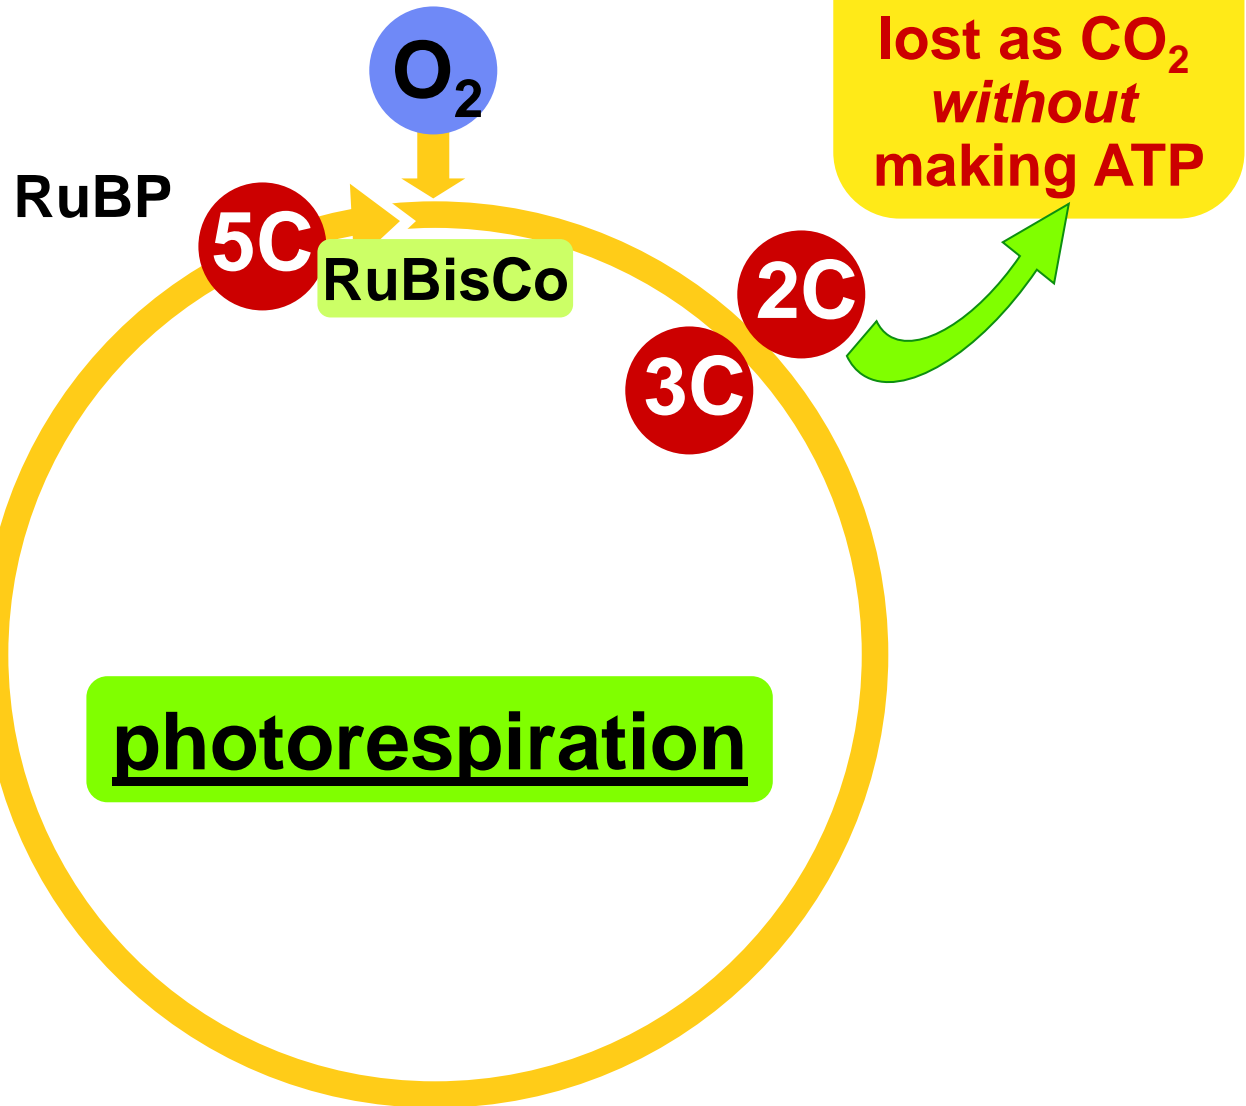 O₂
lost as CO₂
without
making ATP
RuBP
5C
RuBisCo
2C
3C
photorespiration